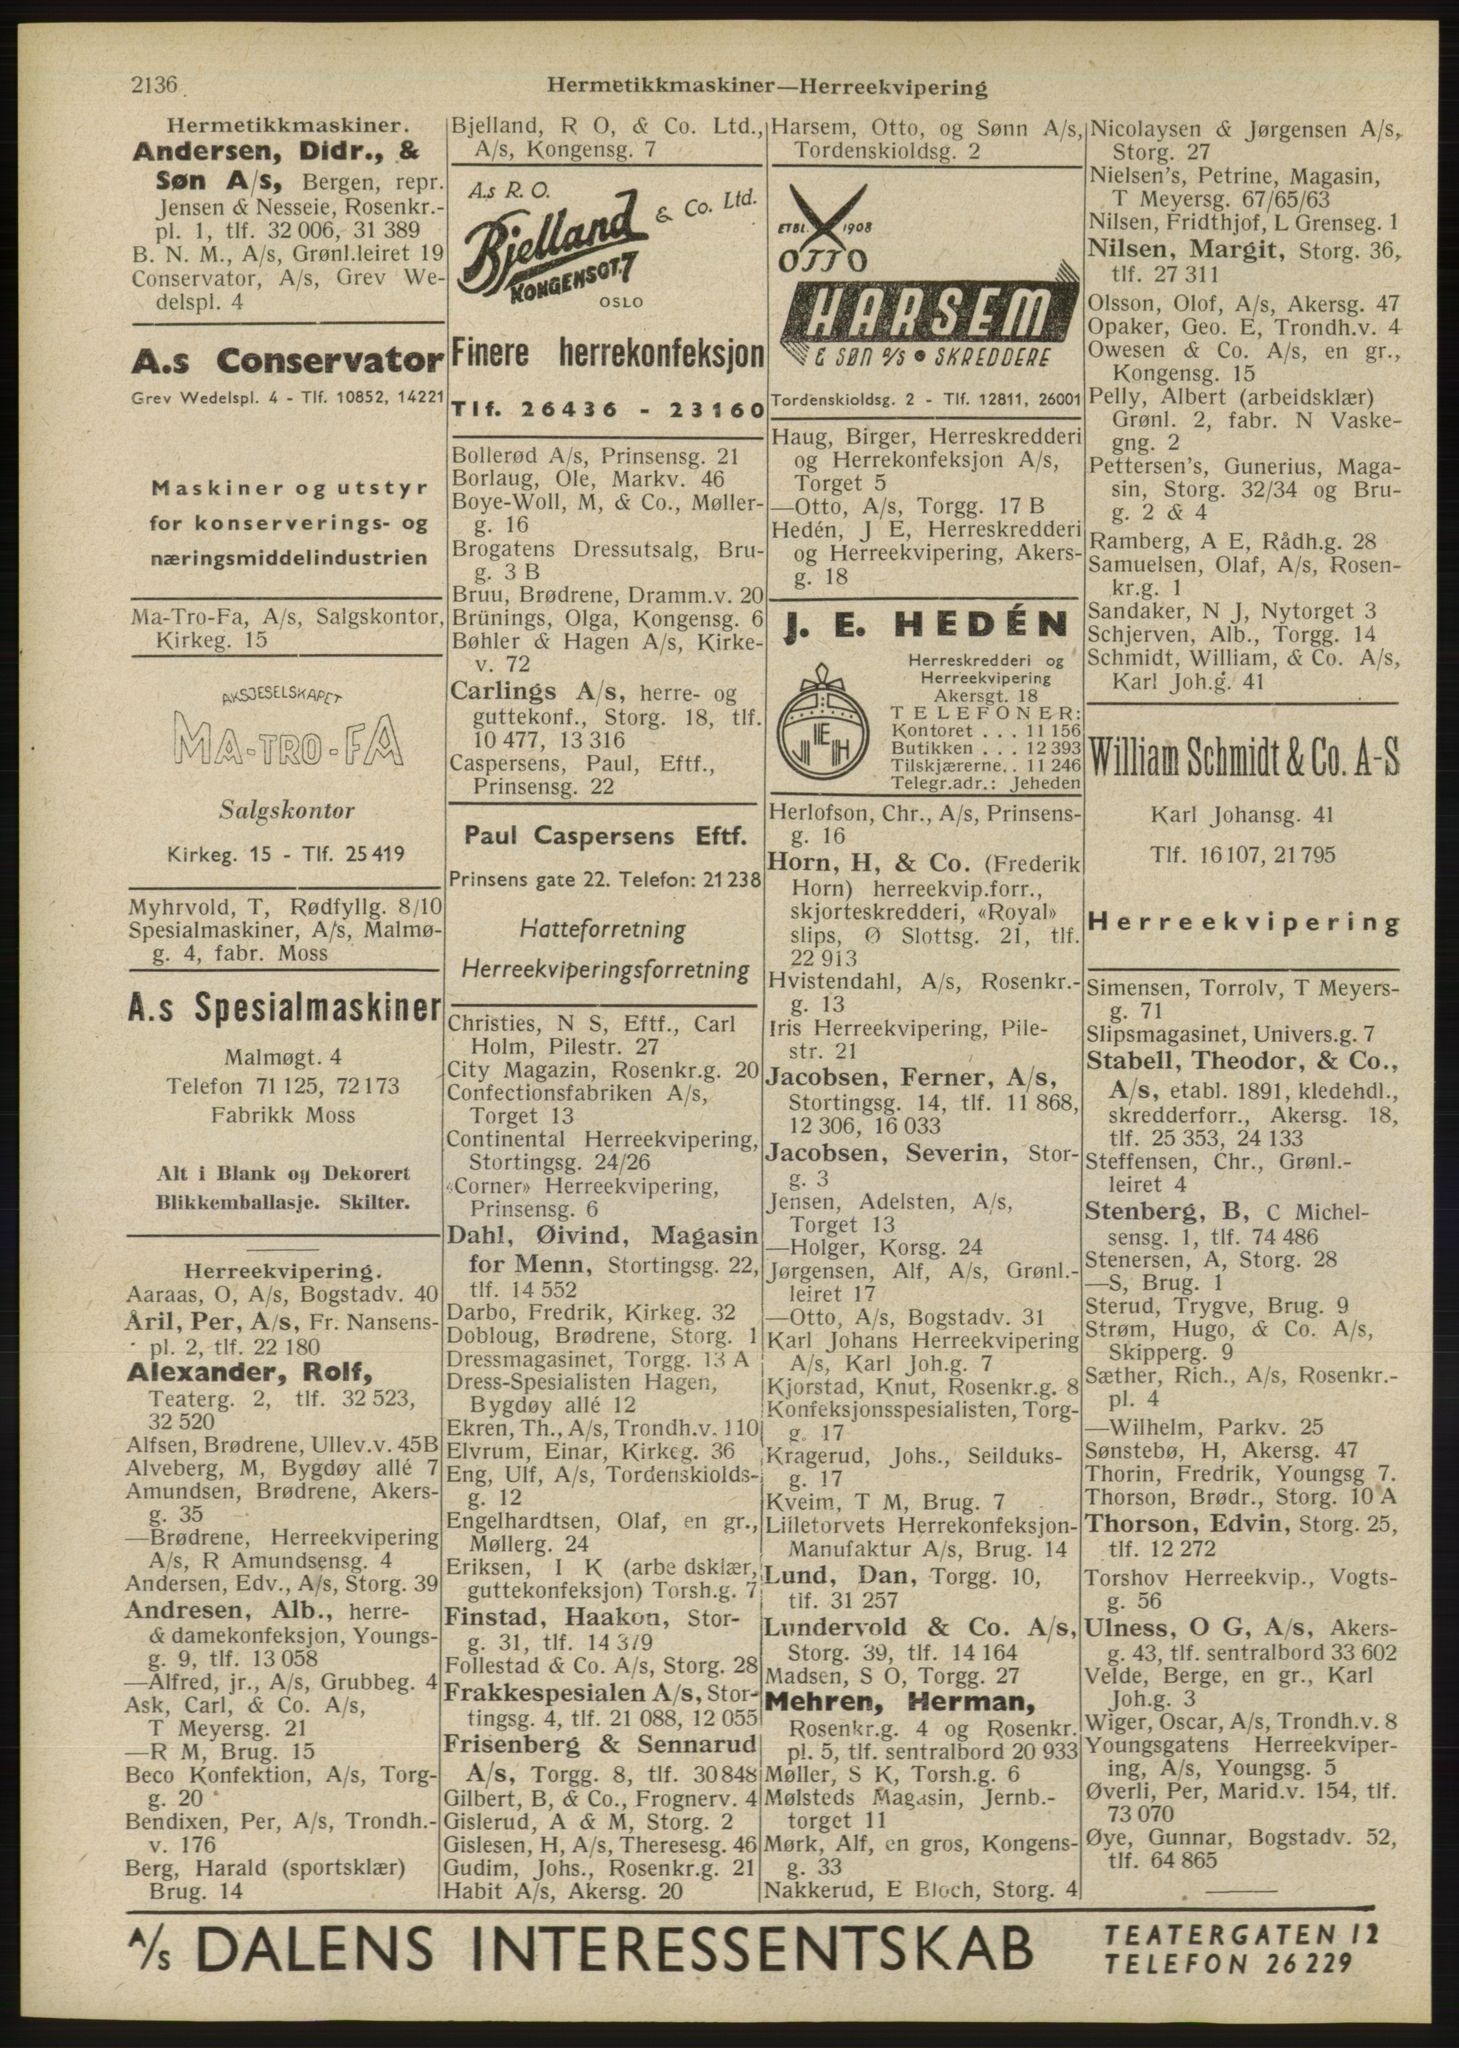 2136
Hermetikkmaskiner—Herreekvipering
Hermetikkmaskiner.
Andersen, Didr., &
Søn A/s, Bergen, repr.
Jensen & Nesseie, Rosenkr.-
pl. 1, tlf. 32 006, 31 389
B. N. M., A/s, Grønl.leiret 19
Conservator, A/s, Grev We-
delspl. 4
A.s Conservator
Grev Wedelspl. 4 - Tlf. 10852, 14221
Maskiner og utstyr
for konserverings- og
næringsmiddelindustrien
Ma-Tro-Fa, A/s, Salgskontor,
Kirkeg. 15
AKSJESELSKAPET
MA-TRO-FA
Salgskontor
Kirkeg. 15 - Tlf. 25 419
Myhrvold, T, Rødfyllg. 8/10
Spesialmaskiner, A/s, Malmø-
g. 4, fabr. Moss
A.s Spesialmaskiner
Malmøgt. 4
Telefon 71 125, 72 173
Fabrikk Moss
Alt i Blank og Dekorert
Blikkemballasje. Skilter.
Herreekvipering.
Aaraas, O, A/s, Bogstadv. 40
Åril, Per, A/s, Fr. Nansens-
pl. 2, tlf. 22 180
Alexander, Rolf,
Teaterg. 2, tlf. 32 523,
32 520
Alfsen, Brødrene, Ullev.v. 45B
Alveberg, M, Bygdøy allé 7
Amundsen, Brødrene, Akers-
g. 35
—Brødrene, Herreekvipering
A/s, R Amundsensg. 4
Andersen, Edv., A/s, Storg. 39
Andresen, Alb., herre-
& damekonfeksjon, Youngs-
g. 9, tlf. 13 058
—Alfred, jr., A/s, Grubbeg. 4
Ask, Carl, & Co. A/s,
T Meyersg. 21
—R M, Brug. 15
Beco Konfektion, A/s, Torg-
g. 20
Bendixen, Per, A/s, Trondh.-
v. 176
Berg, Harald (sportsklær)
Brug. 14
Bjelland, R O, & Co. Ltd.,
A/s, Kongensg. 7
A.s R. O.
Bjelland & Co. Ltd.
KONGENSGT. 7
OSLO
Finere herrekonfeksjon
Tlf. 26436 - 23160
Bollerød A/s, Prinsensg. 21
Borlaug, Ole, Markv. 46
Boye-Woll, M, & Co., Møller-
g. 16
Brogatens Dressutsalg, Bru-
g. 3 B
Bruu, Brødrene, Dramm.v. 20
Brünings, Olga, Kongensg. 6
Bøhler & Hagen A/s, Kirke-
v. 72
Carlings A/s, herre- og
guttekonf., Storg. 18, tlf.
10 477, 13 316
Caspersens, Paul, Eftf.,
Prinsensg. 22
Paul Caspersens Eftf.
Prinsens gate 22. Telefon: 21 238
Hatteforretning
Herreekviperingsforretning
Christies, N S, Eftf., Carl
Holm, Pilestr. 27
City Magazin, Rosenkr.g. 20
Confectionsfabriken A/s,
Torget 13
Continental Herreekvipering,
Stortingsg. 24/26
«Corner» Herreekvipering,
Prinsensg. 6
Dahl, Øivind, Magasin
for Menn, Stortingsg. 22,
tlf. 14 552
Darbo, Fredrik, Kirkeg. 32
Dobloug, Brødrene, Storg. 1
Dressmagasinet, Torgg. 13 A
Dress-Spesialisten Hagen,
Bygdøy allé 12
Ekren, Th., A/s, Trondh.v. 110
Elvrum, Einar, Kirkeg. 36
Eng, Ulf, A/s, Tordenskiolds-
g. 12
Engelhardtsen, Olaf, en gr.,
Møllerg. 24
Eriksen, I K (arbe dsklær,
guttekonfeksjon) Torsh.g. 7
Finstad, Haakon, Stor-
g. 31, tlf. 14 379
Follestad & Co. A/s, Storg. 28
Frakkespesialen A/s, Stor-
tingsg. 4, tlf. 21 088, 12 055
Frisenberg & Sennarud
A/s, Torgg. 8, tlf. 30 848
Gilbert, B, & Co., Frognerv. 4
Gislerud, A & M, Storg. 2
Gislesen, H, A/s, Theresesg. 46
Gudim, Johs., Rosenkr.g. 21
Habit A/s, Akersg. 20
Harsem, Otto, og Sønn A/s,
Tordenskioldsg. 2
ETBL. 1908
OTTO
HARSEM
& SØN A/S • SKREDDERE
Tordenskioldsg. 2 - Tlf. 12811, 26001
Haug, Birger, Herreskredderi
og Herrekonfeksjon A/s,
Torget 5
—Otto, A/s, Torgg. 17 B
Hedén, J E, Herreskredderi
og Herreekvipering, Akers-
g. 18
J. E. HEDÉN
JEH
Herreskredderi og
Herreekvipering
Akersgt. 18
TELEFONER:
Kontoret . . . 11 156
Butikken . . . 12 393
Tilskjærerne. . 11 246
Telegr.adr.: Jeheden
Herlofson, Chr., A/s, Prinsens-
g. 16
Horn, H, & Co. (Frederik
Horn) herreekvip.forr.,
skjorteskredderi, «Royal»
slips, Ø Slottsg. 21, tlf.
22 913
Hvistendahl, A/s, Rosenkr.-
g. 13
Iris Herreekvipering, Pile-
str. 21
Jacobsen, Ferner, A/s,
Stortingsg. 14, tlf. 11 868,
12 306, 16 033
Jacobsen, Severin, Stor-
g. 3
Jensen, Adelsten, A/s,
Torget 13
—Holger, Korsg. 24
Jørgensen, Alf, A/s, Grønl.-
leiret 17
—Otto, A/s, Bogstadv. 31
Karl Johans Herreekvipering
A/s, Karl Joh.g. 7
Kjorstad, Knut, Rosenkr.g. 8
Konfeksjonsspesialisten, Torg-
g. 17
Kragerud, Johs., Seilduks-
g. 17
Kveim, T M, Brug. 7
Lilletorvets Herrekonfeksjon-
Manufaktur A/s, Brug. 14
Lund, Dan, Torgg. 10,
tlf. 31 257
Lundervold & Co. A/s,
Storg. 39, tlf. 14 164
Madsen, S O, Torgg. 27
Mehren, Herman,
Rosenkr.g. 4 og Rosenkr.
pl. 5, tlf. sentralbord 20 933
Møller, S K, Torsh.g. 6
Mølsteds Magasin, Jernb.-
torget 11
Mørk, Alf, en gros, Kongens-
g. 33
Nakkerud, E Bloch, Storg. 4
Nicolaysen & Jørgensen A/s,
Storg. 27
Nielsen's, Petrine, Magasin,
T Meyersg. 67/65/63
Nilsen, Fridthjof, L Grenseg. 1
Nilsen, Margit, Storg. 36,
tlf. 27 311
Olsson, Olof, A/s, Akersg. 47
Opaker, Geo. E, Trondh.v. 4
Owesen & Co. A/s, en gr.,
Kongensg. 15
Pelly, Albert (arbeidsklær)
Grønl. 2, fabr. N Vaske-
gng. 2
Pettersen's, Gunerius, Maga-
sin, Storg. 32/34 og Bru-
g. 2 & 4
Ramberg, A E, Rådh.g. 28
Samuelsen, Olaf, A/s, Rosen-
kr.g. 1
Sandaker, N J, Nytorget 3
Schjerven, Alb., Torgg. 14
Schmidt, William, & Co. A/s,
Karl Joh.g. 41
William Schmidt & Co. A-S
Karl Johansg. 41
Tlf. 16107, 21795
Herreekvipering
Simensen, Torrolv, T Meyers-
g. 71
Slipsmagasinet, Univers.g. 7
Stabell, Theodor, & Co.,
A/s, etabl. 1891, kledehdl.,
skredderforr., Akersg. 18,
tlf. 25 353, 24 133
Steffensen, Chr., Grønl.-
leiret 4
Stenberg, B, C Michel-
sensg. 1, tlf. 74 486
Stenersen, A, Storg. 28
—S, Brug. 1
Sterud, Trygve, Brug. 9
Strøm, Hugo, & Co. A/s,
Skipperg. 9
Sæther, Rich., A/s, Rosenkr.-
pl. 4
—Wilhelm, Parkv. 25
Sønstebø, H, Akersg. 47
Thorin, Fredrik, Youngsg 7.
Thorson, Brødr., Storg. 10 A
Thorson, Edvin, Storg. 25,
tlf. 12 272
Torshov Herreekvip., Vogts-
g. 56
Ulness, O G, A/s, Akers-
g. 43, tlf. sentralbord 33 602
Velde, Berge, en gr., Karl
Joh.g. 3
Wiger, Oscar, A/s, Trondh.v. 8
Youngsgatens Herreekviper-
ing, A/s, Youngsg. 5
Øverli, Per, Marid.v. 154, tlf.
73 070
Øye, Gunnar, Bogstadv. 52,
tlf. 64 865
A/s DALENS INTERESSENTSKAB
TEATERGATEN 12
TELEFON 26 229